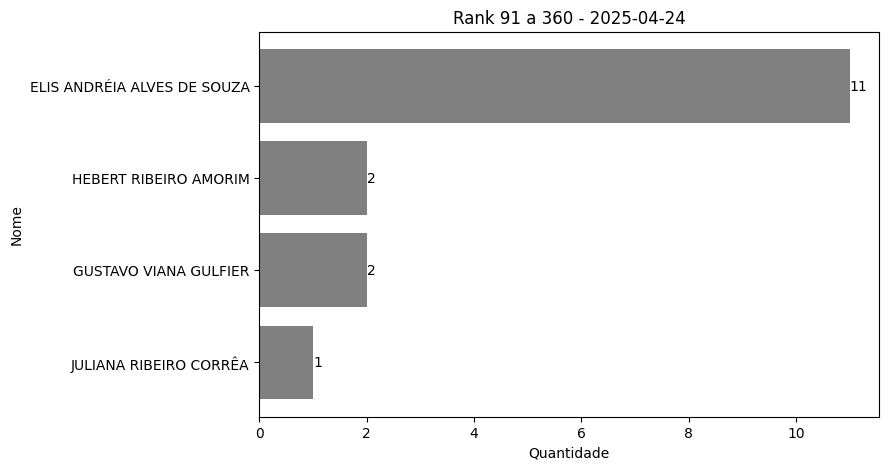 Rank 91 a 360 - 2025-04-24
ELIS ANDRÉIA ALVES DE SOUZA
11
HEBERT RIBEIRO AMORIM
2
GUSTAVO VIANA GULFIER
2
JULIANA RIBEIRO CORRÊA
1
Nome
0 2 4 6 8 10
Quantidade